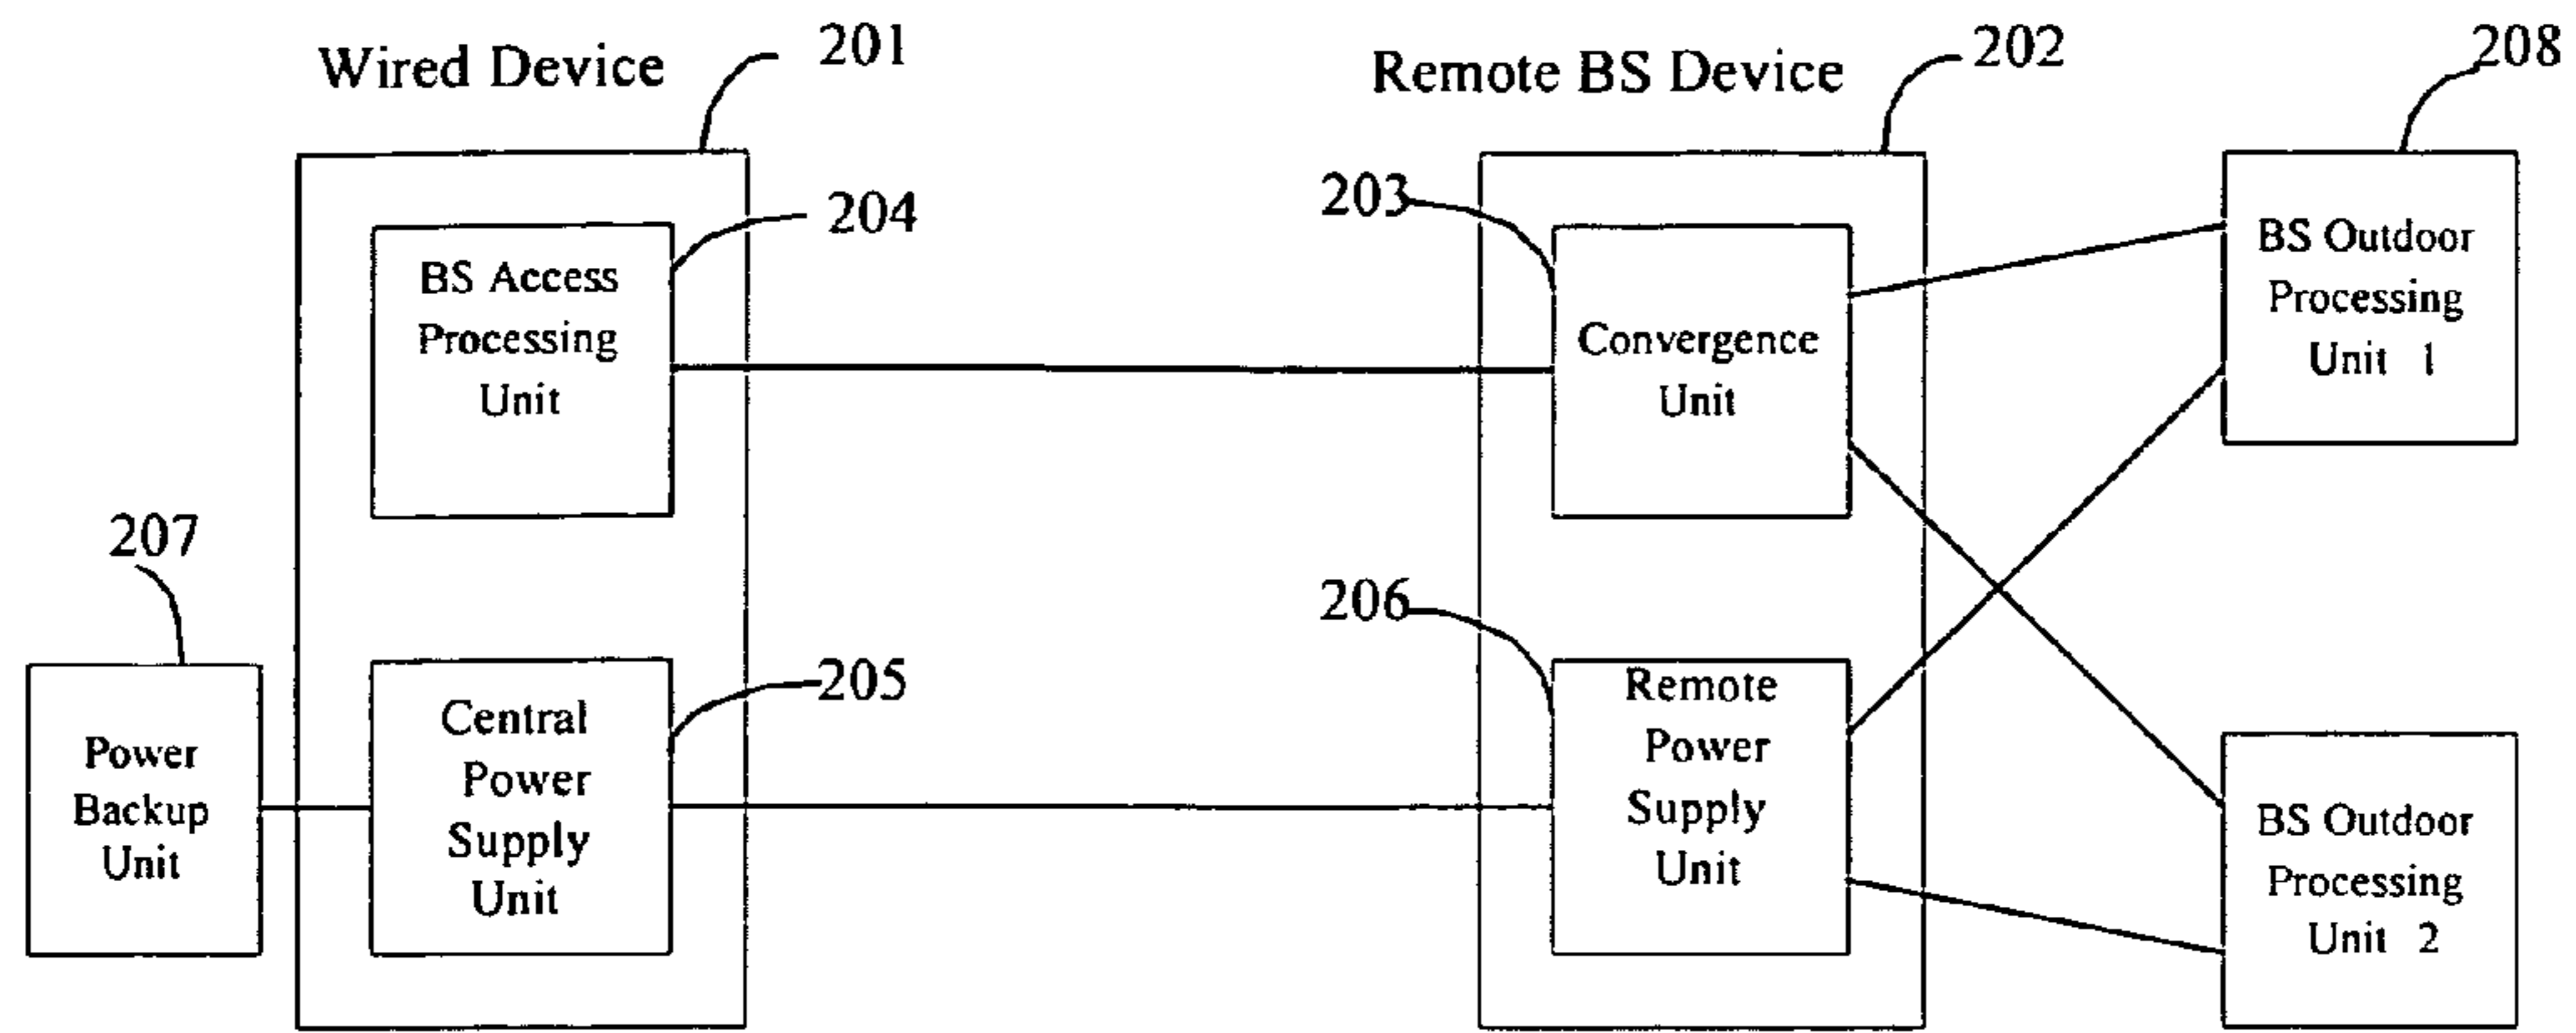 Wired Device
201
Remote BS Device
202
208
204
BS Access
Processing
Unit
203
Convergence
Unit
BS Outdoor
Processing
Unit 1
207
Power
Backup
Unit
205
Central
Power
Supply
Unit
206
Remote
Power
Supply
Unit
BS Outdoor
Processing
Unit 2